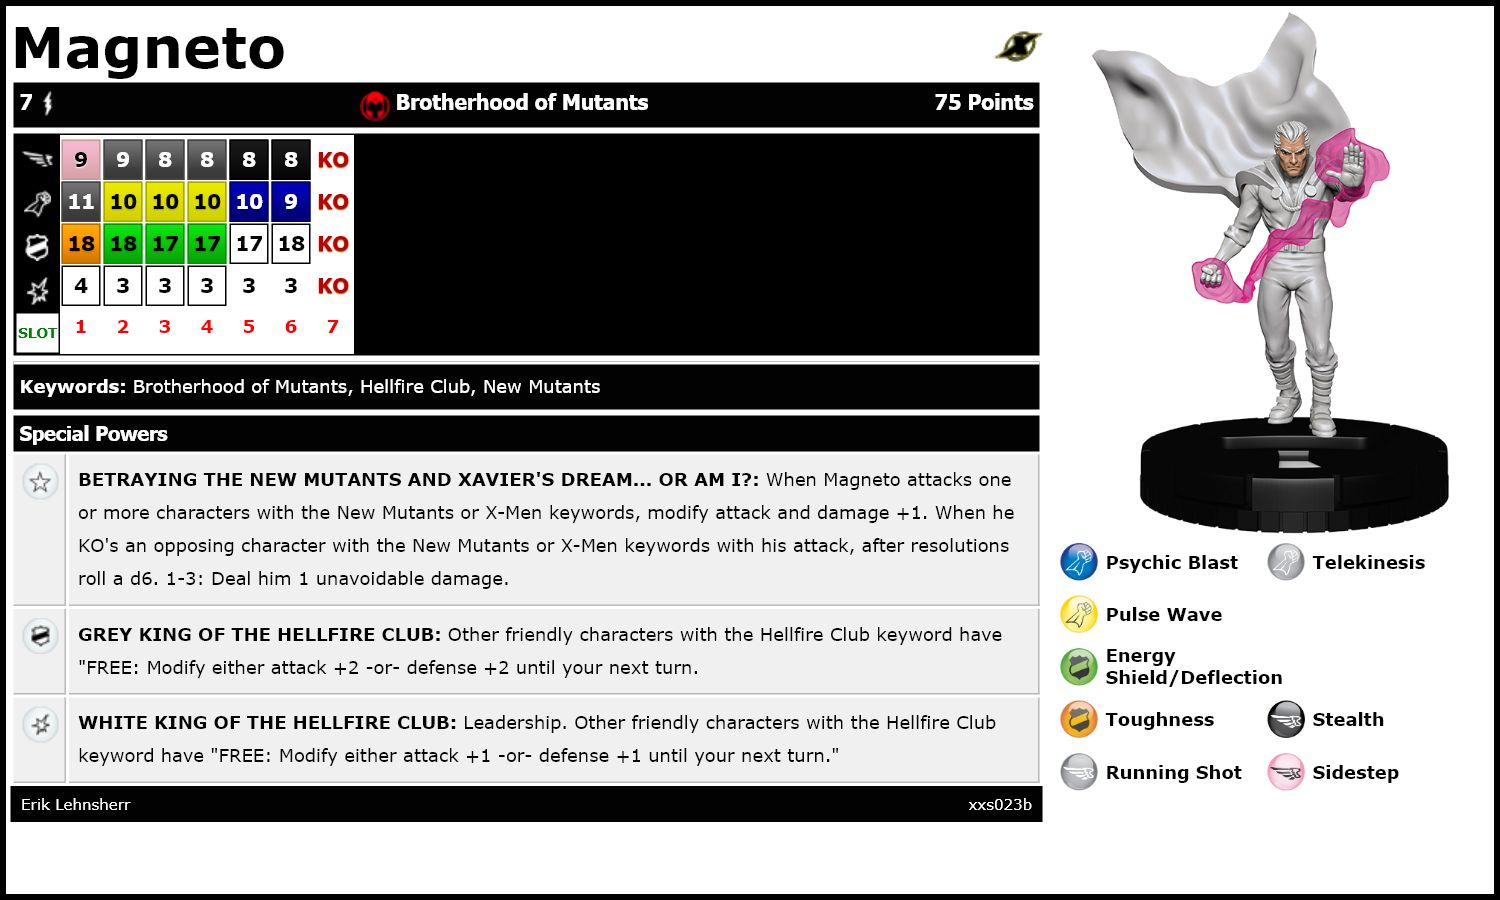 Magneto
7 Brotherhood of Mutants 75 Points
9 9 8 8 8 8 KO
11 10 10 10 10 9 KO
18 18 17 17 17 18 KO
4 3 3 3 3 3 KO
SLOT 1 2 3 4 5 6 7
Keywords: Brotherhood of Mutants, Hellfire Club, New Mutants
Special Powers
BETRAYING THE NEW MUTANTS AND XAVIER'S DREAM... OR AM I?: When Magneto attacks one
or more characters with the New Mutants or X-Men keywords, modify attack and damage +1. When he
KO's an opposing character with the New Mutants or X-Men keywords with his attack, after resolutions
roll a d6. 1-3: Deal him 1 unavoidable damage.
GREY KING OF THE HELLFIRE CLUB: Other friendly characters with the Hellfire Club keyword have
"FREE: Modify either attack +2 -or- defense +2 until your next turn.
WHITE KING OF THE HELLFIRE CLUB: Leadership. Other friendly characters with the Hellfire Club
keyword have "FREE: Modify either attack +1 -or- defense +1 until your next turn."
Erik Lehnsherr xxs023b
Psychic Blast Telekinesis
Pulse Wave
Energy
Shield/Deflection
Toughness Stealth
Running Shot Sidestep